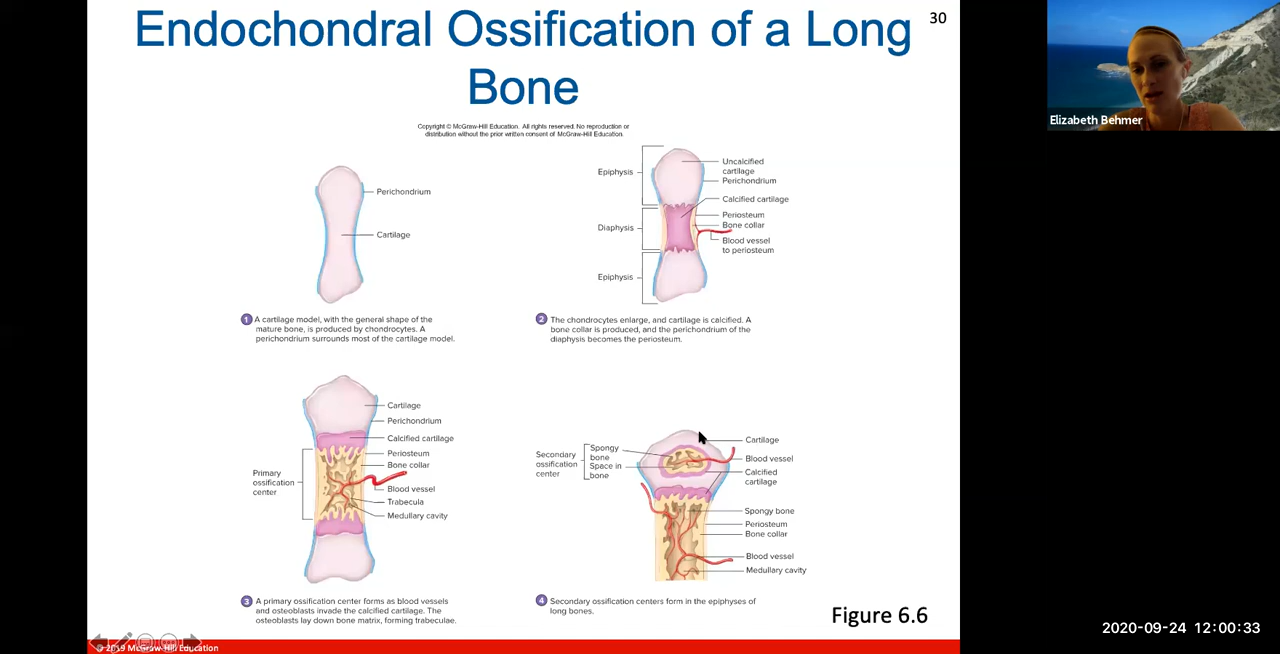 Endochondral Ossification of a Long
Bone
30
Copyright © McGraw-Hill Education. All rights reserved. No reproduction or
distribution without the prior written consent of McGraw-Hill Education.
Elizabeth Behmer
Perichondrium
Cartilage
1 A cartilage model, with the general shape of the
mature bone, is produced by chondrocytes. A
perichondrium surrounds most of the cartilage model.
Epiphysis
Diaphysis
Epiphysis
Uncalcified
cartilage
Perichondrium
Calcified cartilage
Periosteum
Bone collar
Blood vessel
to periosteum
2 The chondrocytes enlarge, and cartilage is calcified. A
bone collar is produced, and the perichondrium of the
diaphysis becomes the periosteum.
Primary
ossification
center
Cartilage
Perichondrium
Calcified cartilage
Periosteum
Bone collar
Blood vessel
Trabecula
Medullary cavity
3 A primary ossification center forms as blood vessels
and osteoblasts invade the calcified cartilage. The
osteoblasts lay down bone matrix, forming trabeculae.
Secondary
ossification
center
Spongy
bone
Space in
bone
Cartilage
Blood vessel
Calcified
cartilage
Spongy bone
Periosteum
Bone collar
Blood vessel
Medullary cavity
4 Secondary ossification centers form in the epiphyses of
long bones.
Figure 6.6
© 2019 McGraw-Hill Education
2020-09-24 12:00:33